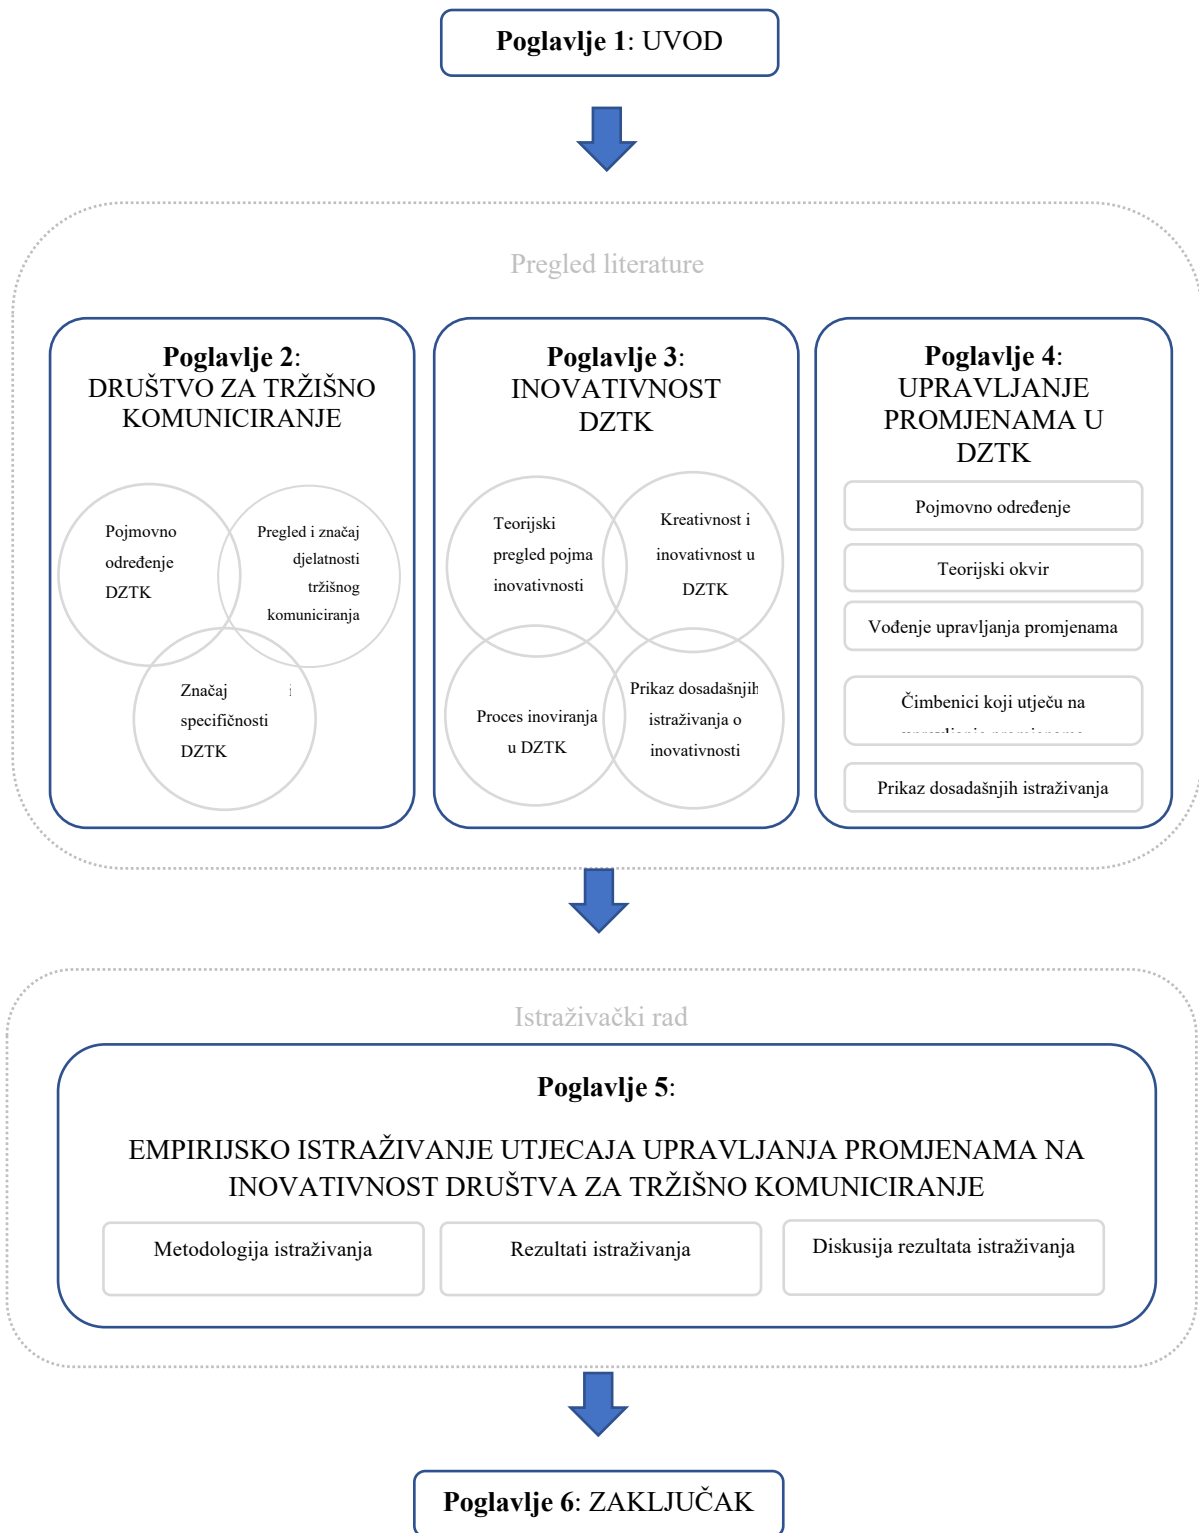 Poglavlje 1: UVOD
Pregled literature
Poglavlje 2:
DRUŠTVO ZA TRŽIŠNO
KOMUNICIRANJE
Pojmovno
određenje
DZTK
Pregled i značaj
djelatnosti
tržišnog
komuniciranja
Značaj i
specifičnosti
DZTK
Poglavlje 3:
INOVATIVNOST
DZTK
Teorijski
pregled pojma
inovativnosti
Kreativnost i
inovativnost u
DZTK
Proces inoviranja
u DZTK
Prikaz dosadašnjih
istraživanja o
inovativnosti
Poglavlje 4:
UPRAVLJANJE
PROMJENAMA U
DZTK
Pojmovno određenje
Teorijski okvir
Vođenje upravljanja promjenama
Čimbenici koji utječu na
Prikaz dosadašnjih istraživanja
Istraživački rad
Poglavlje 5:
EMPIRIJSKO ISTRAŽIVANJE UTJECAJA UPRAVLJANJA PROMJENAMA NA
INOVATIVNOST DRUŠTVA ZA TRŽIŠNO KOMUNICIRANJE
Metodologija istraživanja
Rezultati istraživanja
Diskusija rezultata istraživanja
Poglavlje 6: ZAKLJUČAK